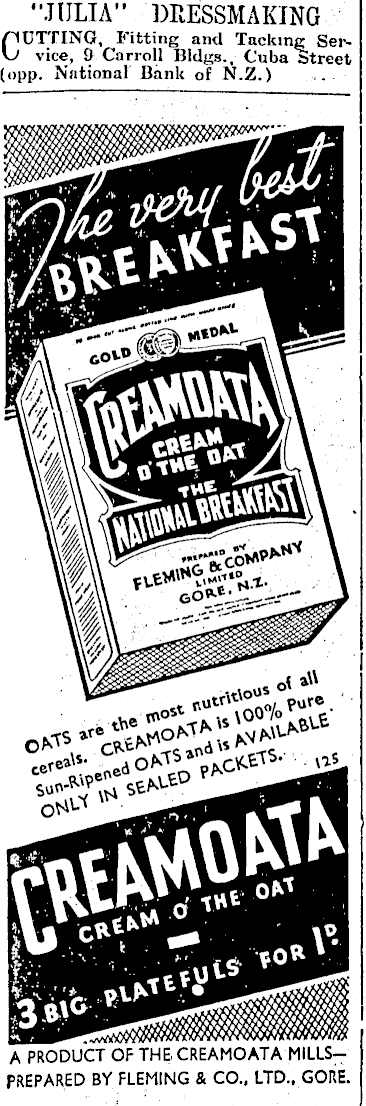 "JULIA" DRESSMAKING
CUTTING, Fitting and Tacking Ser-
vice, 9 Carroll Bldgs., Cuba Street
(opp. National Bank of N.Z.)
The very best
BREAKFAST
GOLD MEDAL
CREAMOATA
CREAM
O' THE OAT
THE
NATIONAL BREAKFAST
PREPARED BY
FLEMING & COMPANY
LIMITED
GORE, N.Z.
OATS are the most nutritious of all
cereals. CREAMOATA is 100% Pure
Sun-Ripened OATS and is AVAILABLE
ONLY IN SEALED PACKETS.
125
CREAMOATA
CREAM O' THE OAT
3 BIG PLATEFULS FOR 1D.
A PRODUCT OF THE CREAMOATA MILLS—
PREPARED BY FLEMING & CO., LTD., GORE.